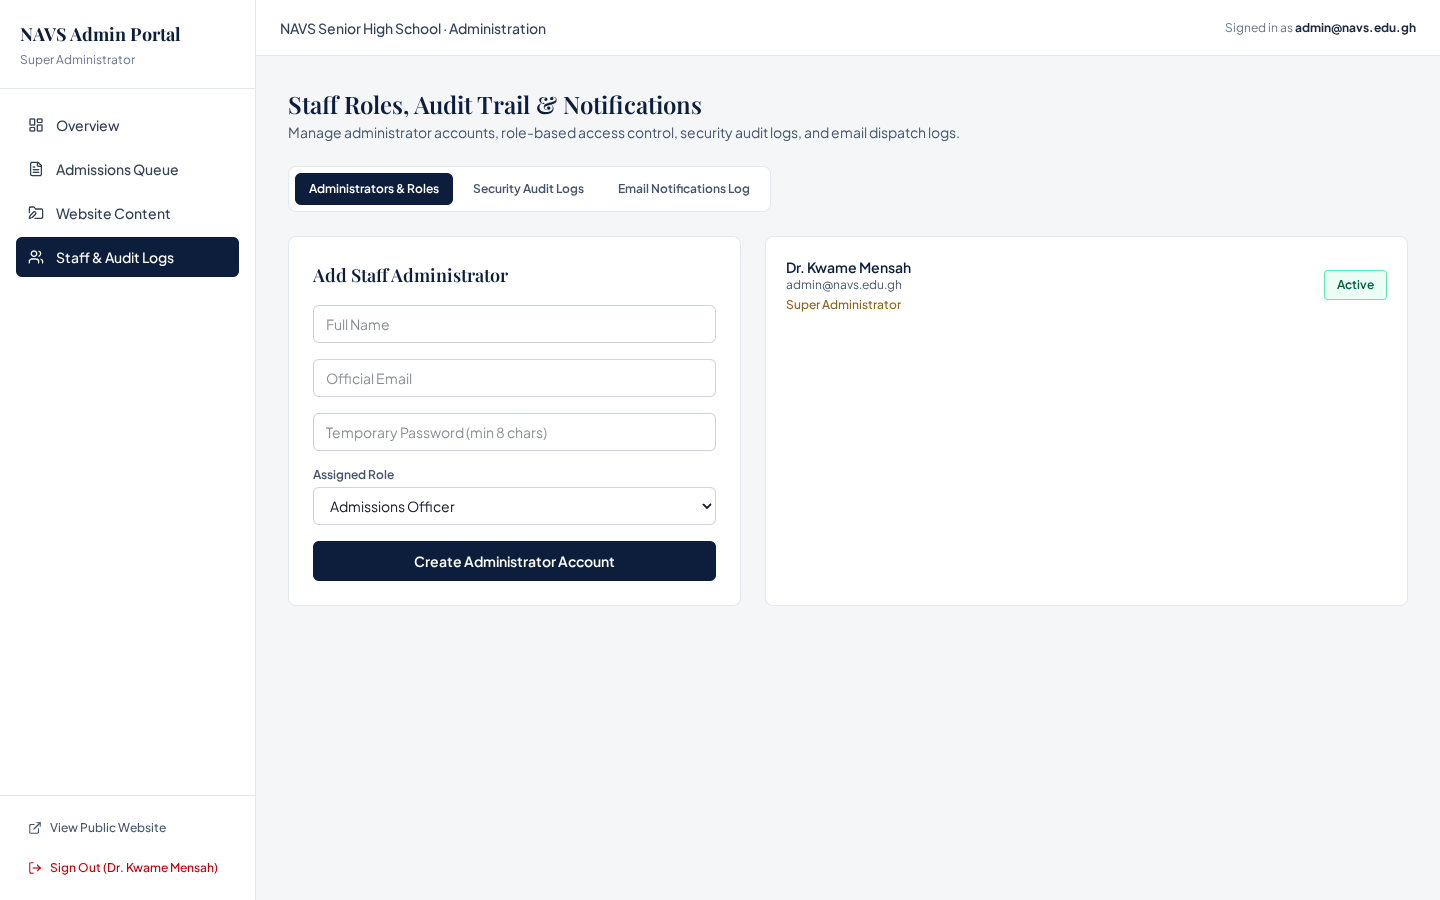 NAVS Admin Portal
Super Administrator
Overview
Admissions Queue
Website Content
Staff & Audit Logs
View Public Website
Sign Out (Dr. Kwame Mensah)
NAVS Senior High School · Administration
Signed in as admin@navs.edu.gh
Staff Roles, Audit Trail & Notifications
Manage administrator accounts, role-based access control, security audit logs, and email dispatch logs.
Administrators & Roles
Security Audit Logs
Email Notifications Log
Add Staff Administrator
Full Name
Official Email
Temporary Password (min 8 chars)
Assigned Role
Admissions Officer
Create Administrator Account
Dr. Kwame Mensah
admin@navs.edu.gh
Super Administrator
Active